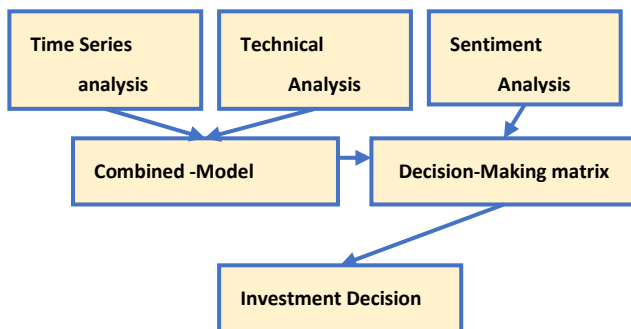 Time Series
analysis
Technical
Analysis
Sentiment
Analysis
Combined -Model
Decision-Making matrix
Investment Decision